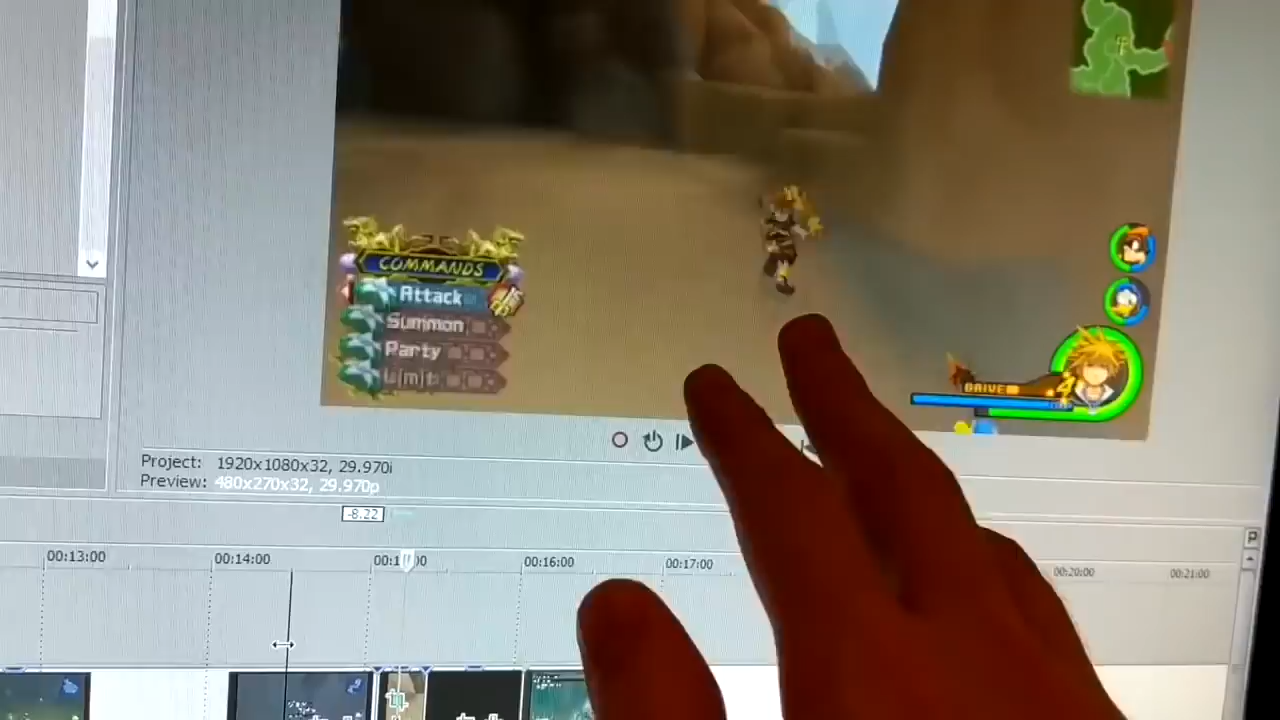 COMMANDS
Attack
Summon
Party
Limit
DRIVE
4
Project: 1920x1080x32, 29.970i
Preview: 480x270x32, 29.970p
-8.22
P
00:13:00
00:14:00
00:16:00
00:17:00
00:20:00
00:21:00